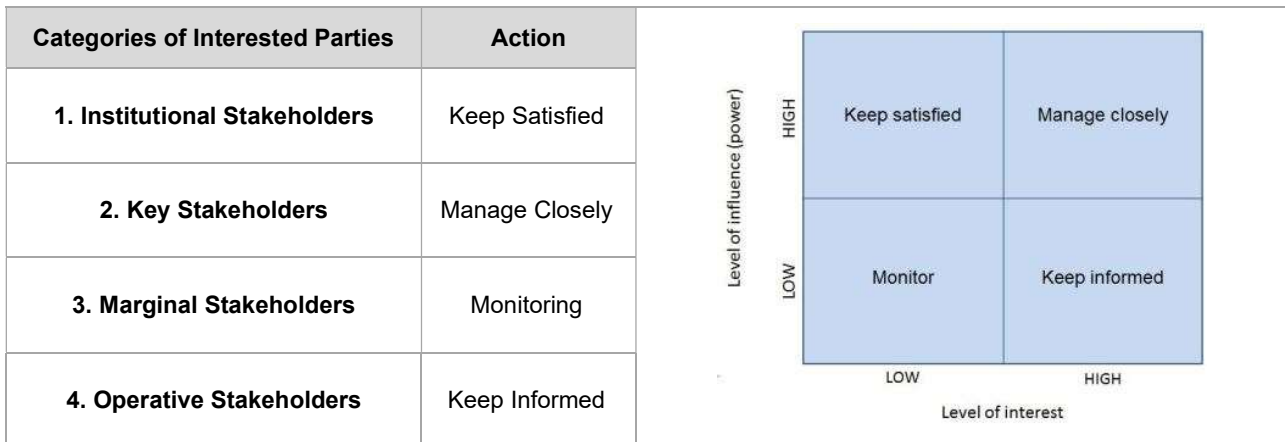 Categories of Interested Parties Action
1. Institutional Stakeholders Keep Satisfied
2. Key Stakeholders Manage Closely
3. Marginal Stakeholders Monitoring
4. Operative Stakeholders Keep Informed
Level of influence (power)
HIGH
LOW
Keep satisfied Manage closely
Monitor Keep informed
LOW HIGH
Level of interest